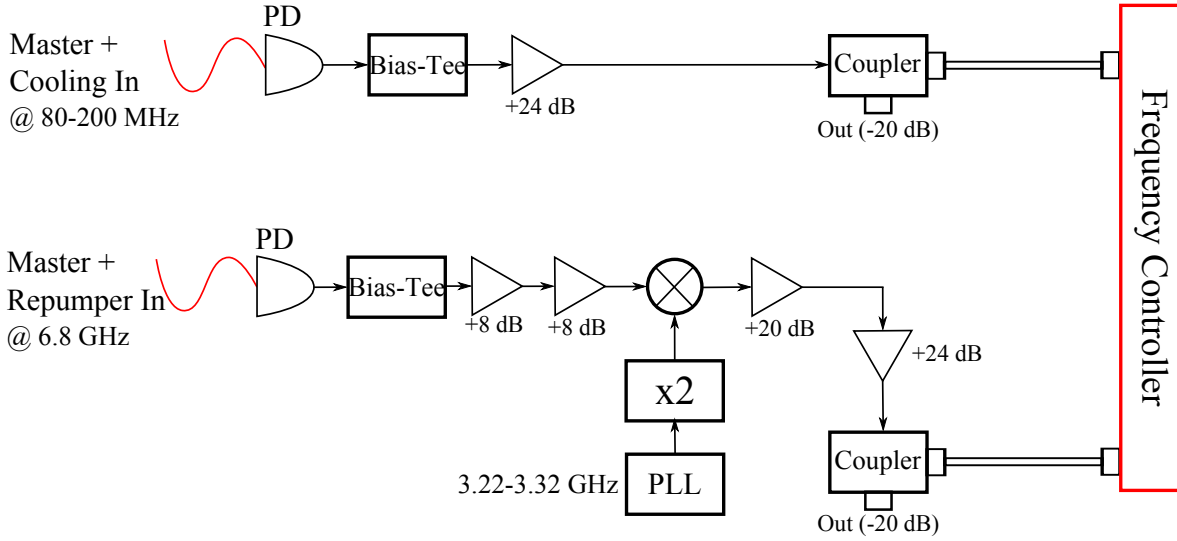 PD
Master +
Cooling In
@ 80-200 MHz
Bias-Tee
+24 dB
Coupler
Out (-20 dB)
Frequency Controller
PD
Master +
Repumper In
@ 6.8 GHz
Bias-Tee
+8 dB
+8 dB
+20 dB
+24 dB
x2
3.22-3.32 GHz
PLL
Coupler
Out (-20 dB)